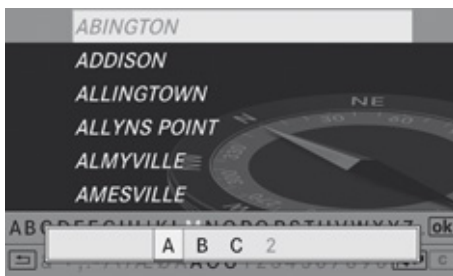 ABINGTON
ADDISON
ALLINGTOWN
NE
ALLYNS POINT
N
ALMYVILLE
AMESVILLE
ok
A B C 2
C